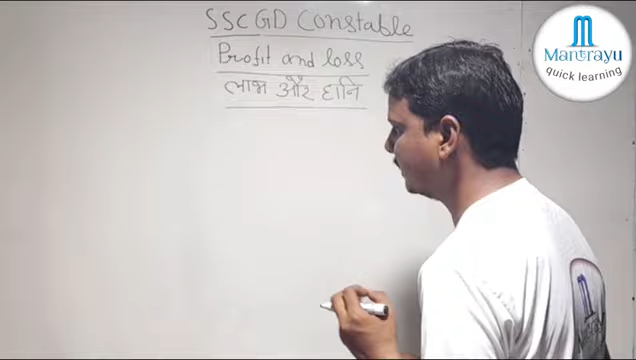 SSC GD Constable
Profit and loss
लाभ और हानि
Mantrayu
quick learning